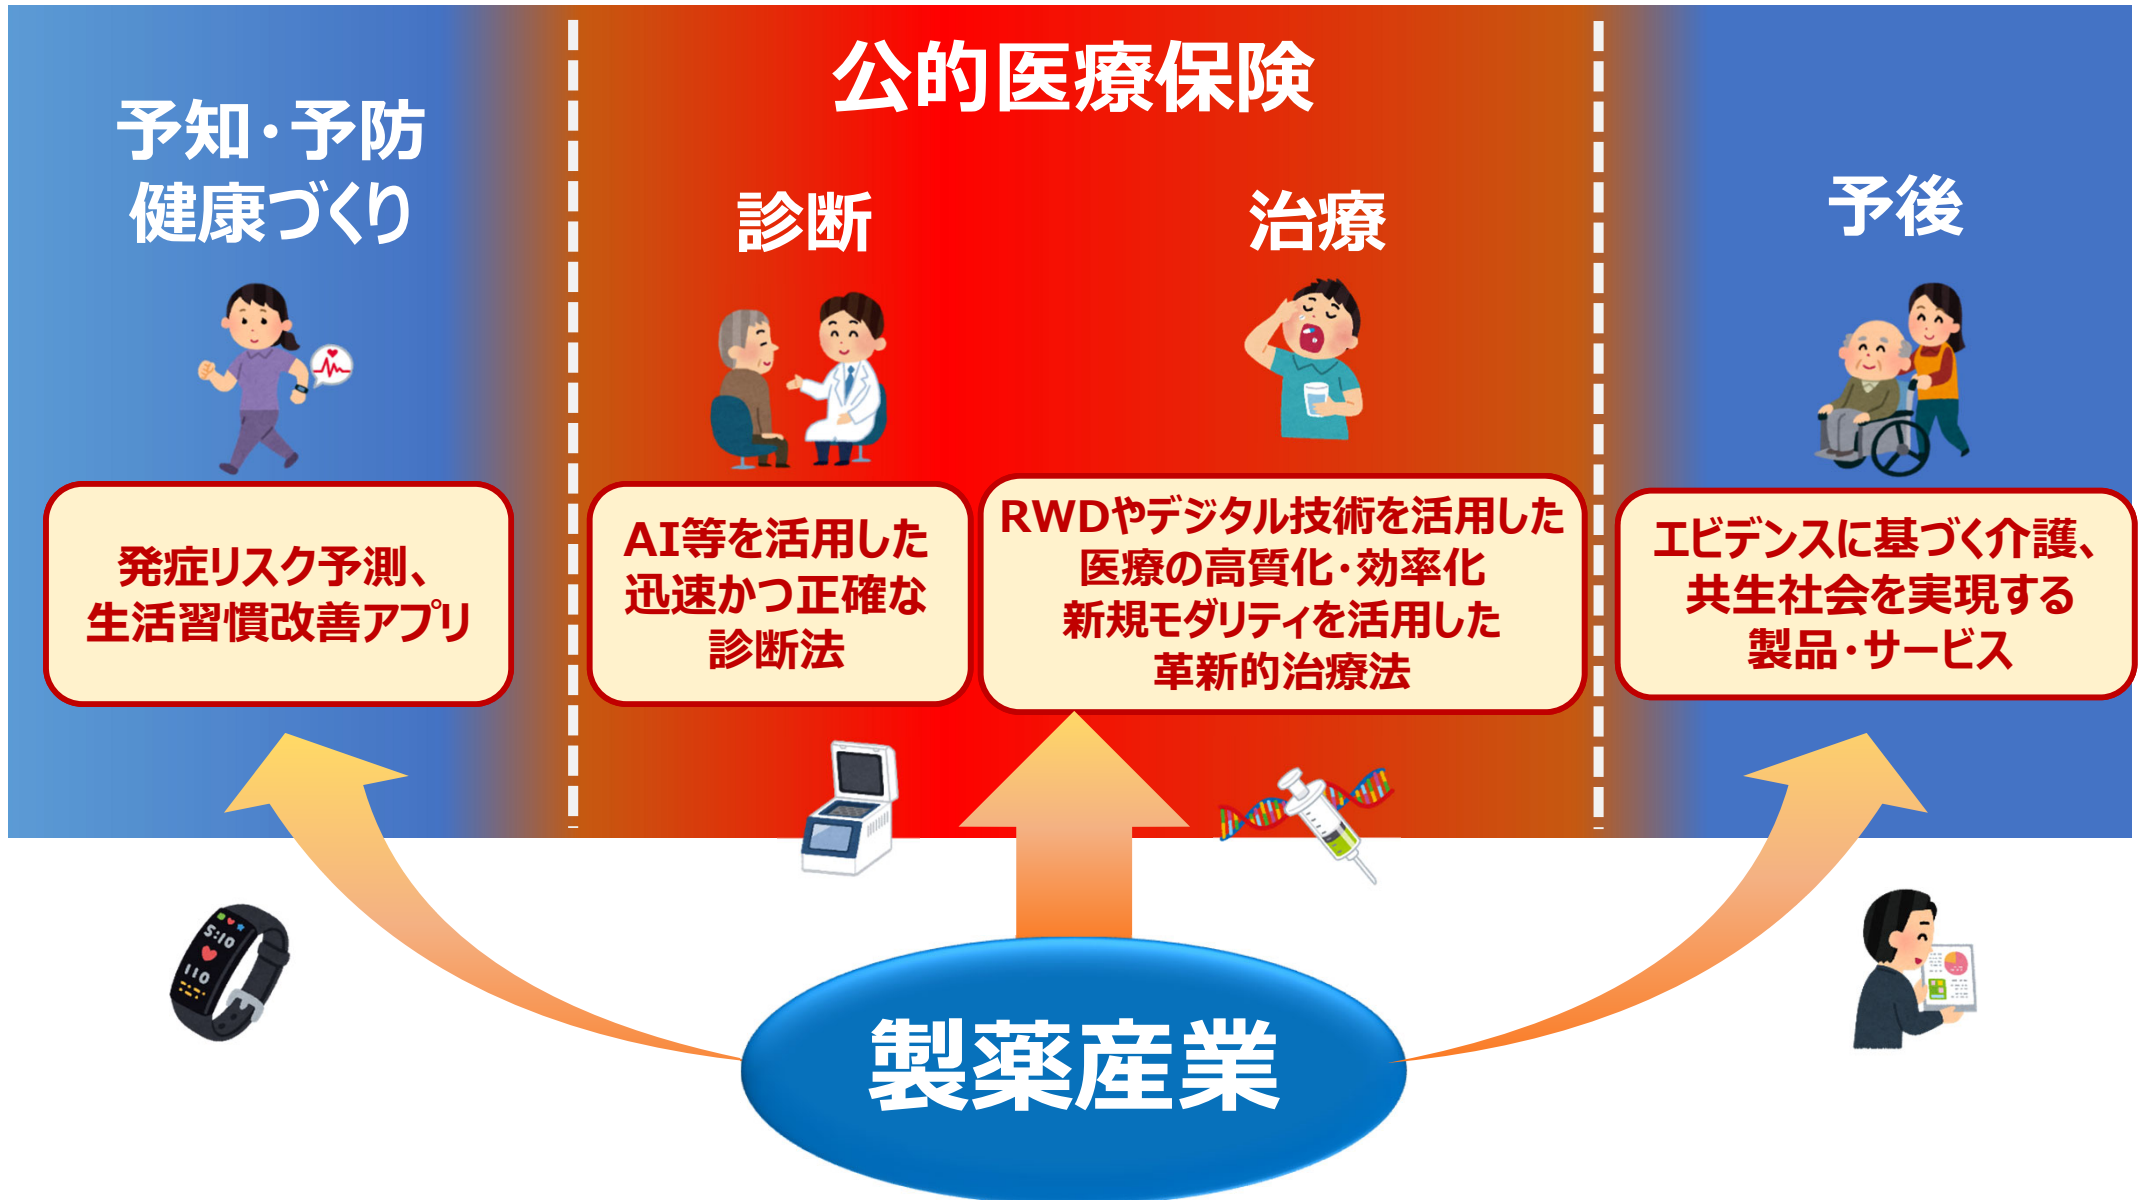 公的医療保険
予知・予防
健康づくり
診断
治療
予後
発症リスク予測、
生活習慣改善アプリ
AI等を活用した
迅速かつ正確な
診断法
RWDやデジタル技術を活用した
医療の高質化・効率化
新規モダリティを活用した
革新的治療法
エビデンスに基づく介護、
共生社会を実現する
製品・サービス
5:10
110
製薬産業